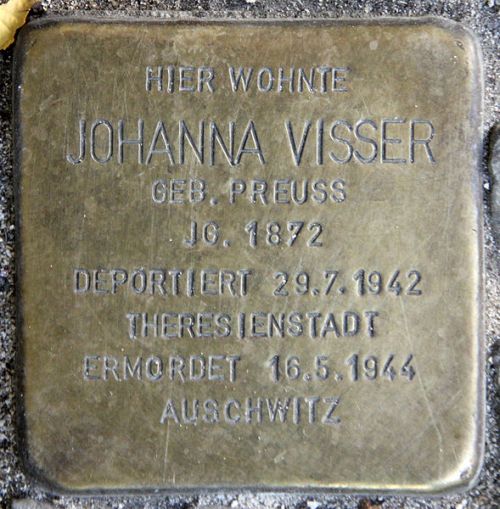 HIER WOHNTE
JOHANNA VISSER
GEB. PREUSS
JG. 1872
DEPORTIERT 29.7.1942
THERESIENSTADT
ERMORDET 16.5.1944
AUSCHWITZ